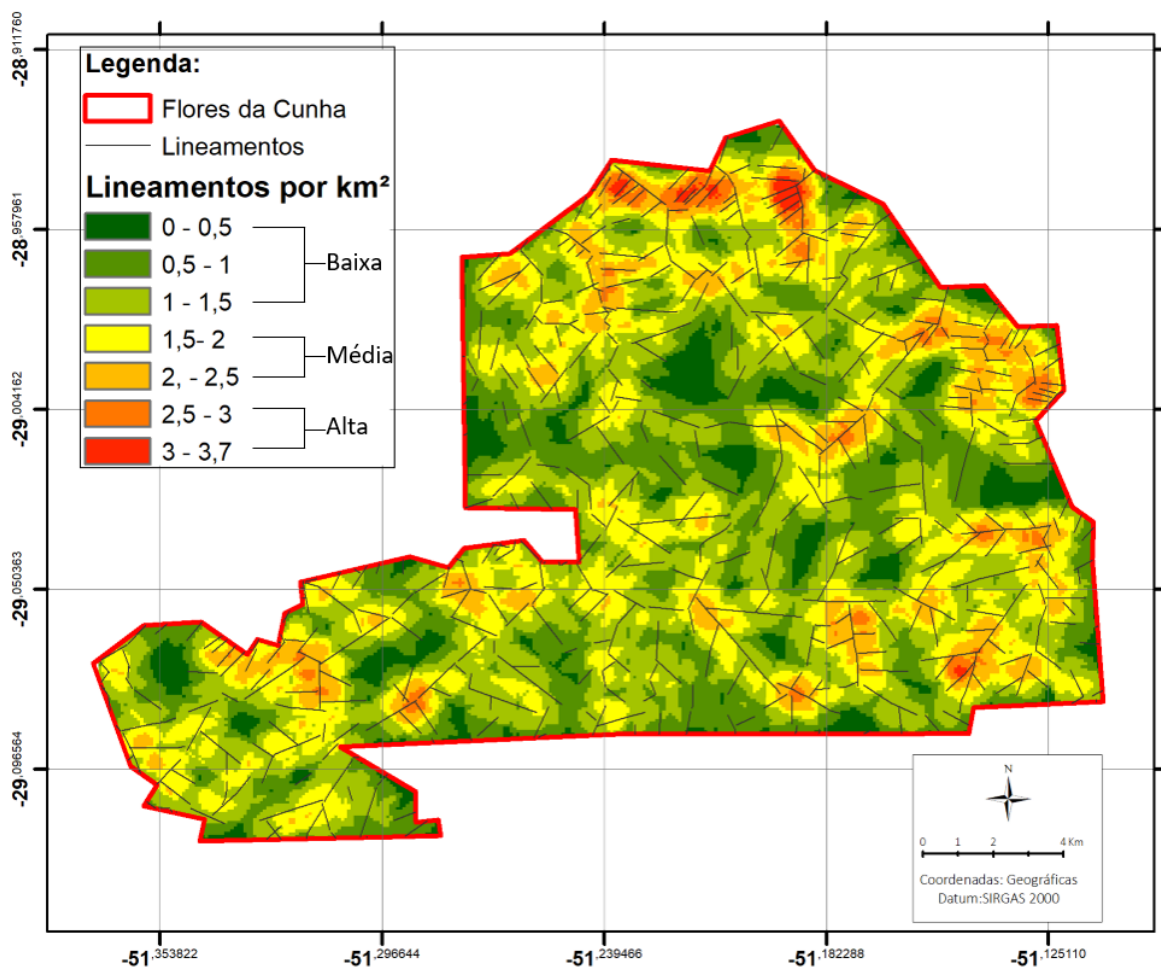 -28.911760
-28.957961
-29.004162
-29.050363
-29.096564
Legenda:
Flores da Cunha
Lineamentos
Lineamentos por km²
0 - 0,5
0,5 - 1
Baixa
1 - 1,5
1,5- 2
Média
2, - 2,5
2,5 - 3
Alta
3 - 3,7
N
0 1 2 4 Km
Coordenadas: Geográficas
Datum:SIRGAS 2000
-51.353822 -51.296644 -51.239466 -51.182288 -51.125110